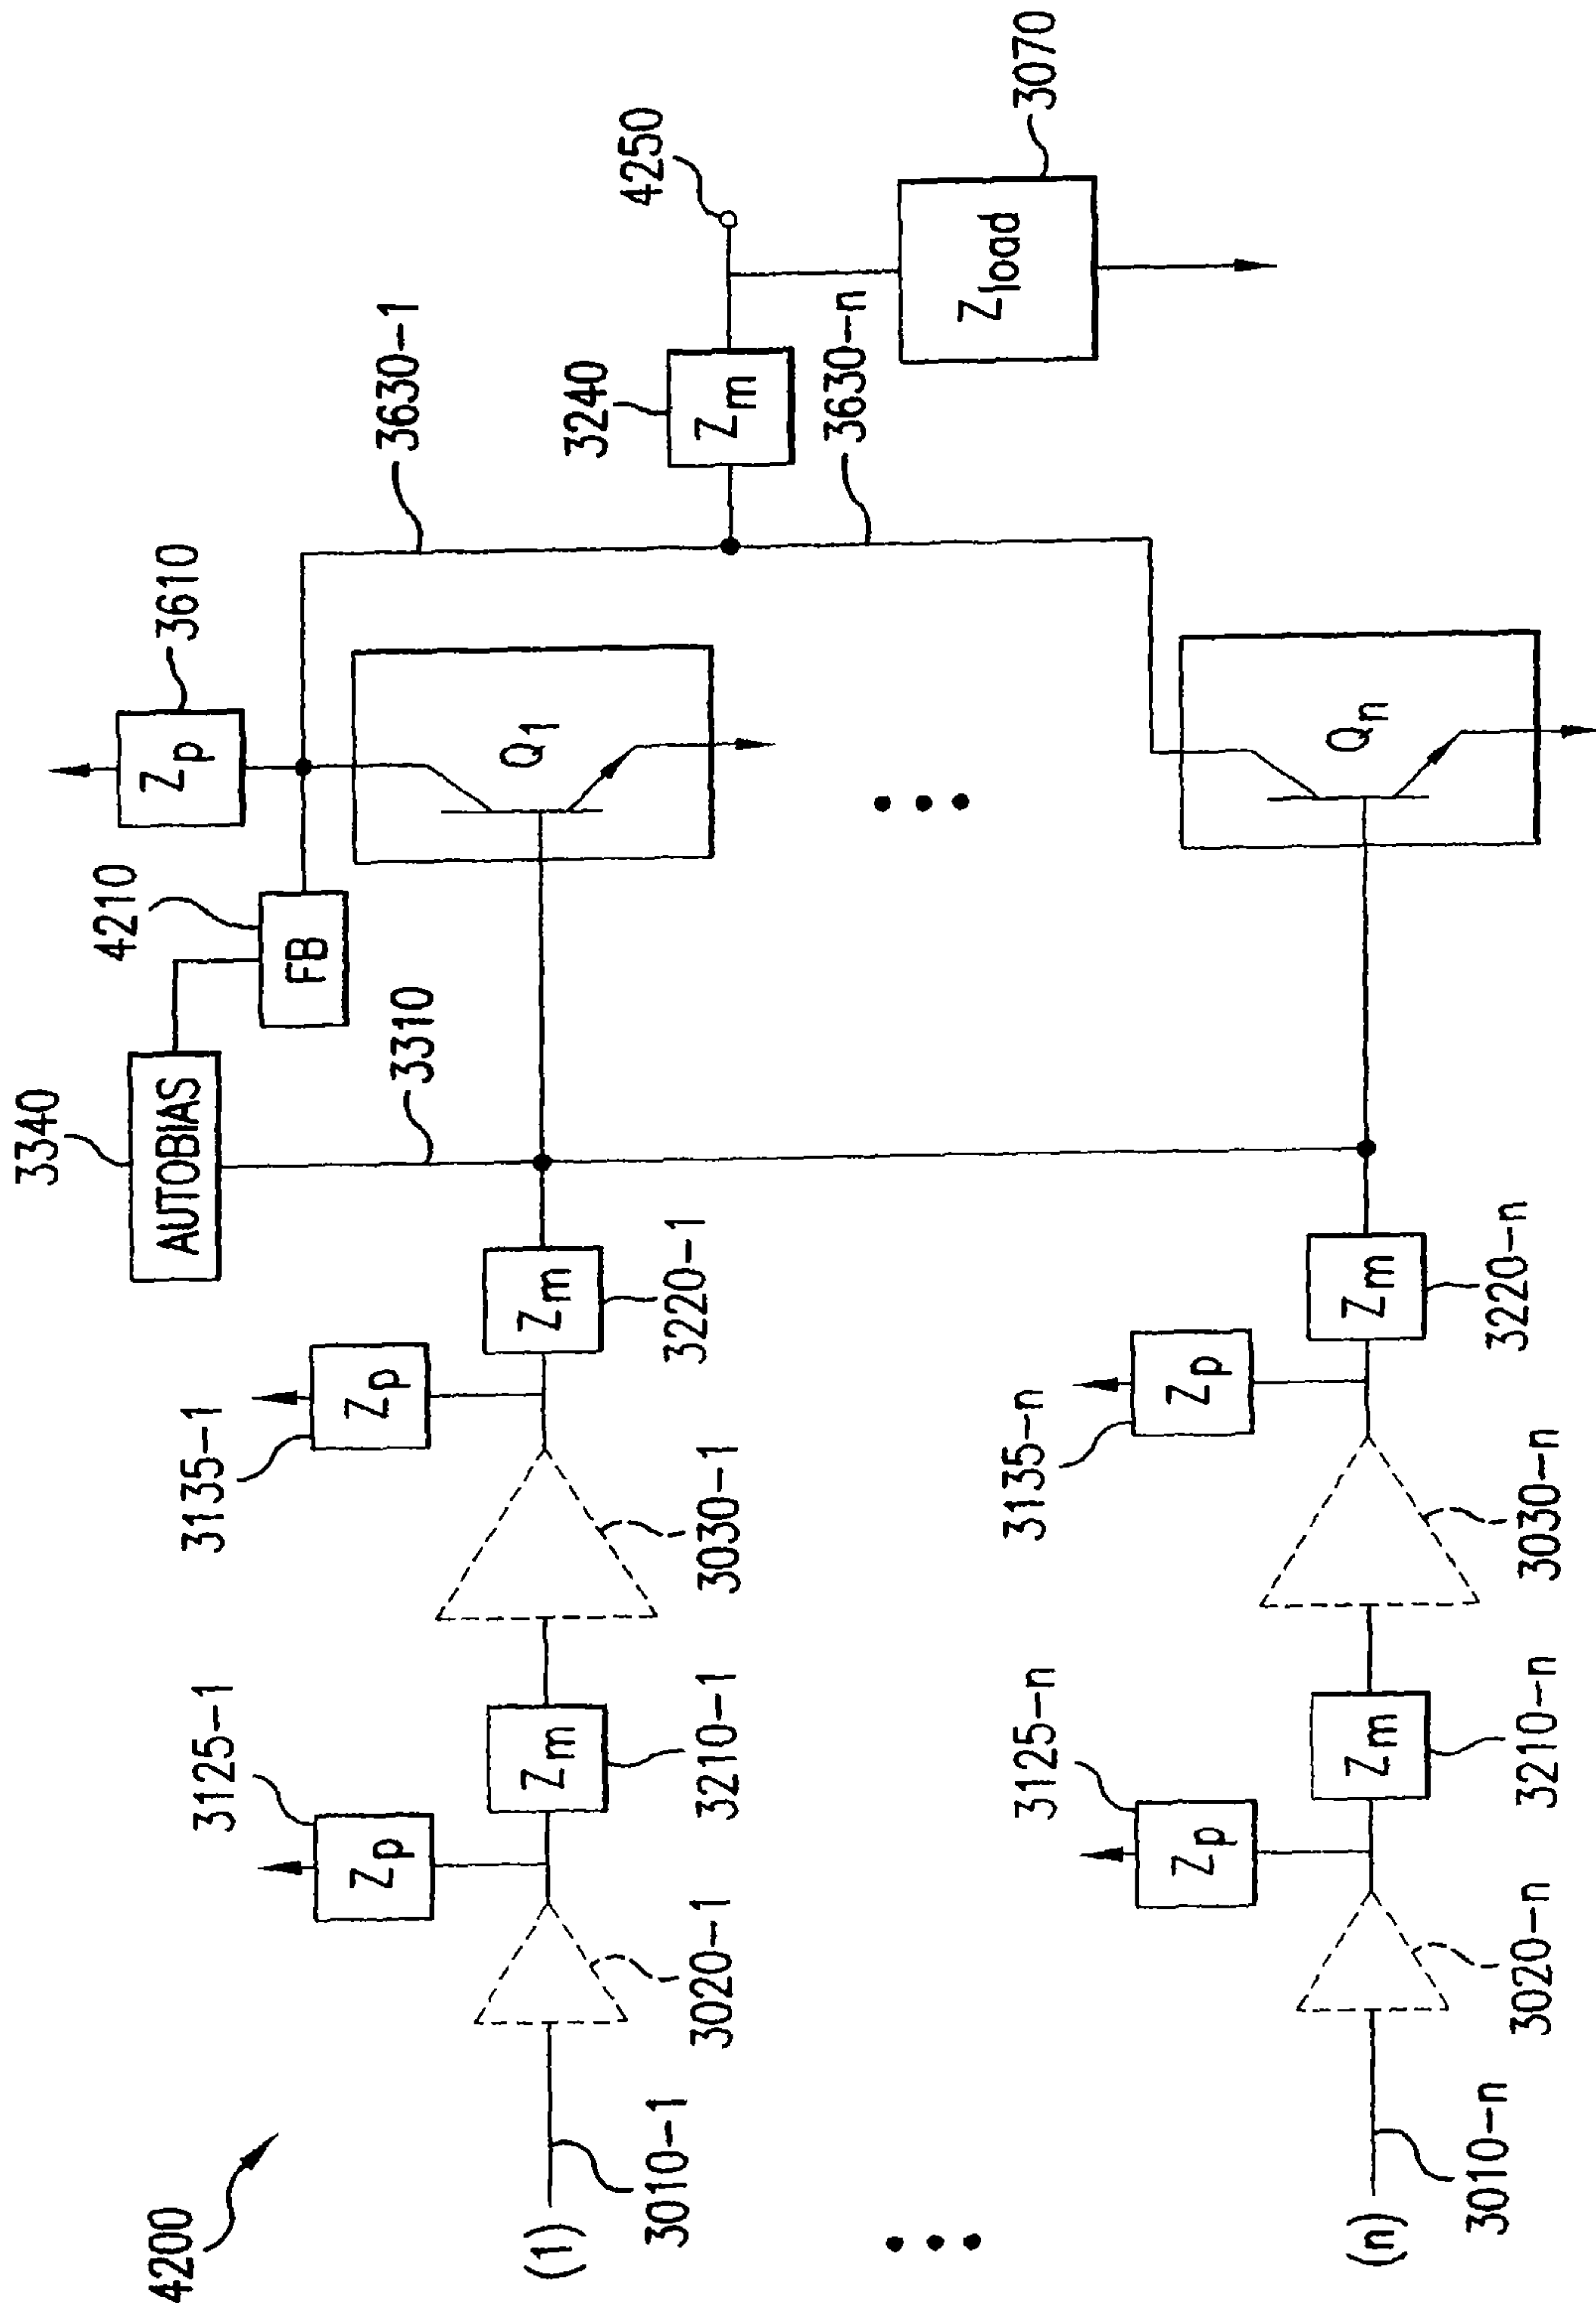 4200
3340
AUTOBIAS
4210
FB
3610
Zp
3630-1
3310
3125-1
Zp
3135-1
Zp
(1)
3010-1
3020-1
Zm
3210-1
3030-1
Zm
3220-1
Q1
3240
Zm
4250
3630-n
Zload
3070
3125-n
Zp
3135-n
Zp
(n)
3010-n
3020-n
Zm
3210-n
3030-n
Zm
3220-n
Qn